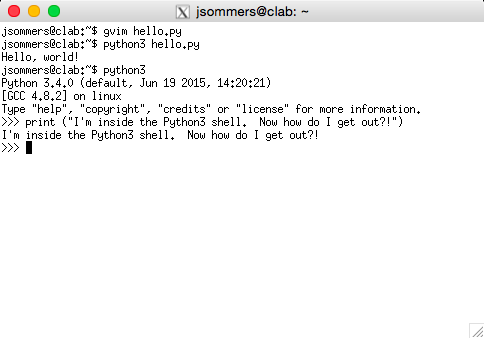 jsommers@clab: ~
jsommers@clab:~$ gvim hello.py
jsommers@clab:~$ python3 hello.py
Hello, world!
jsommers@clab:~$ python3
Python 3.4.0 (default, Jun 19 2015, 14:20:21)
[GCC 4.8.2] on linux
Type "help", "copyright", "credits" or "license" for more information.
>>> print ("I'm inside the Python3 shell.  Now how do I get out?!")
I'm inside the Python3 shell.  Now how do I get out?!
>>>